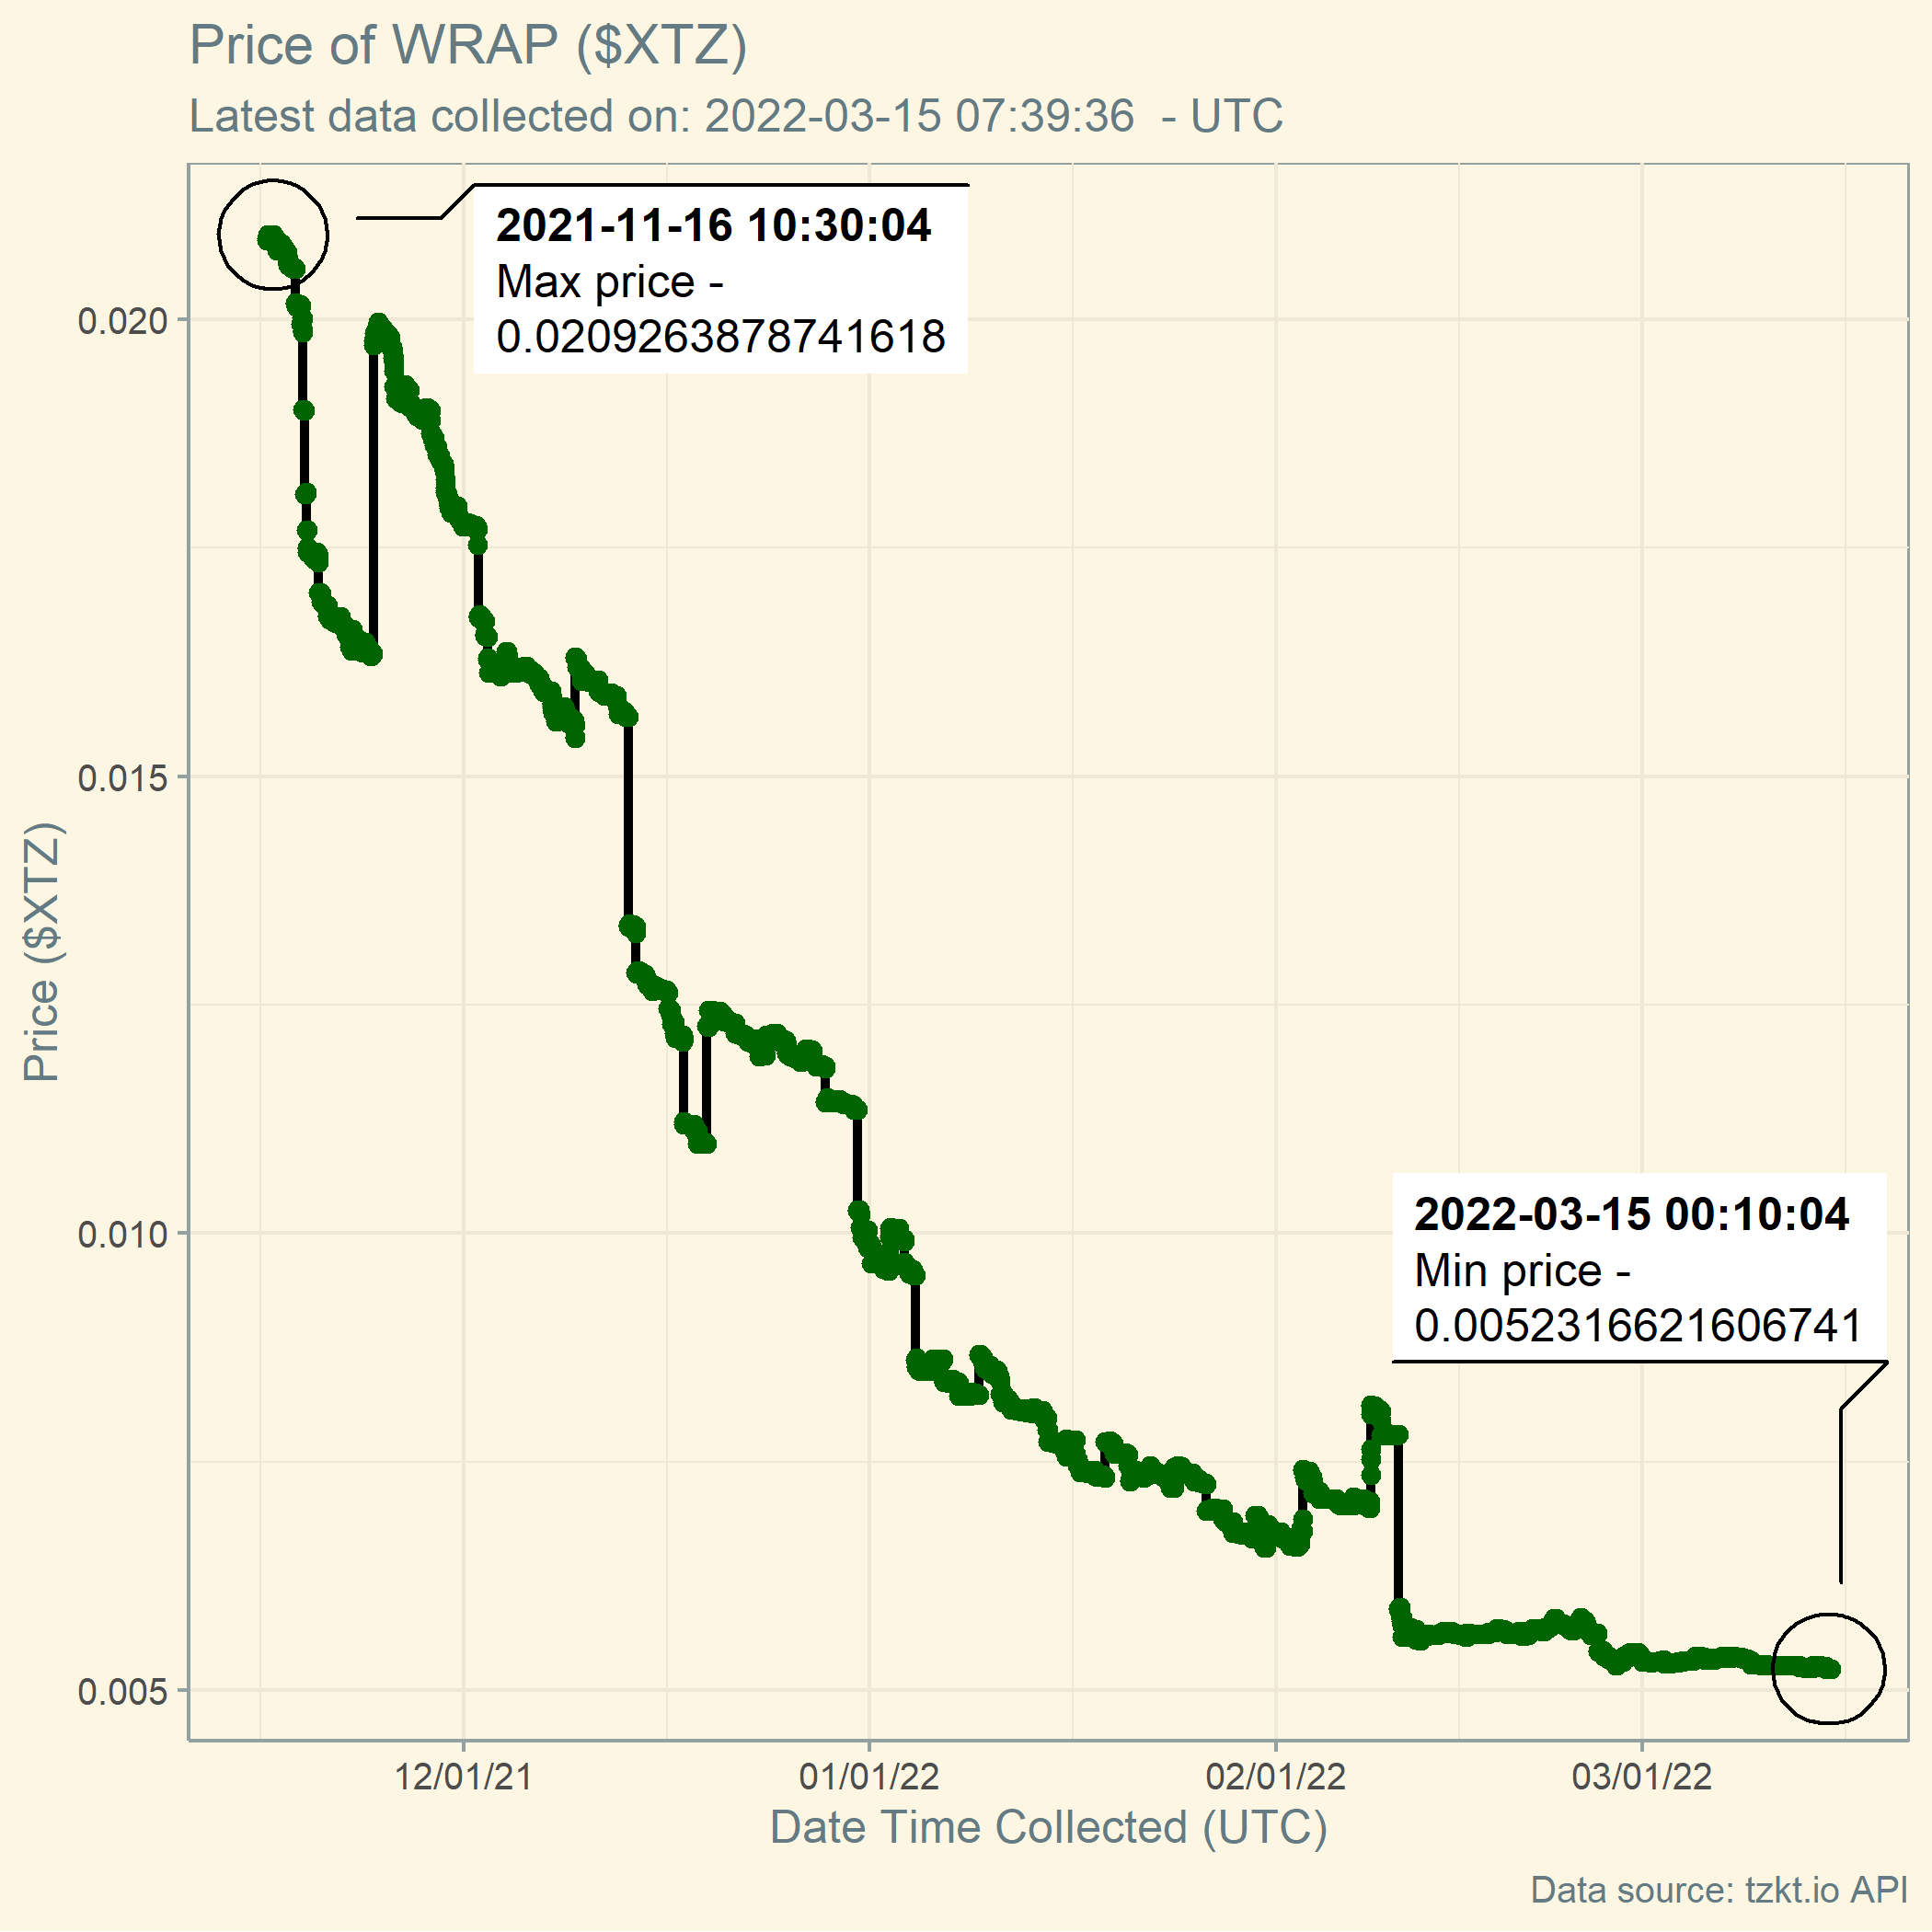 Price of WRAP ($XTZ)
Latest data collected on: 2022-03-15 07:39:36  - UTC
2021-11-16 10:30:04
Max price -
0.0209263878741618
0.020
0.015
0.010
0.005
Price ($XTZ)
2022-03-15 00:10:04
Min price -
0.00523166621606741
12/01/21
01/01/22
02/01/22
03/01/22
Date Time Collected (UTC)
Data source: tzkt.io API